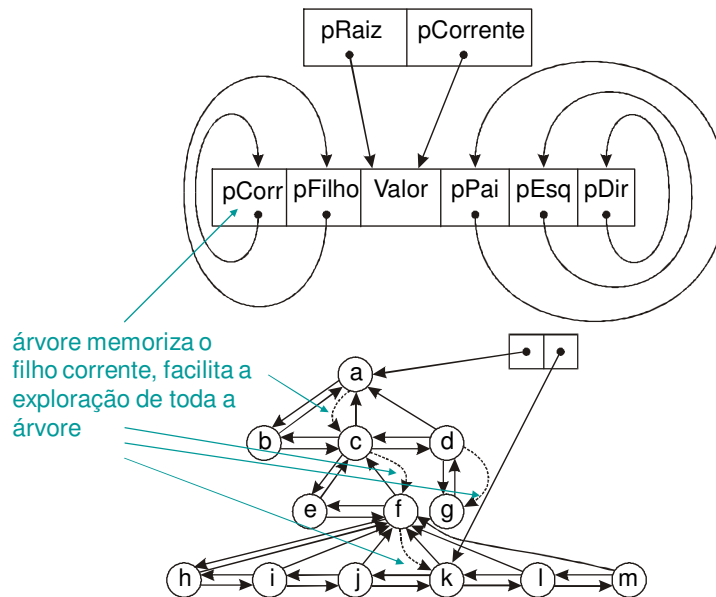 pRaiz pCorrente
pCorr pFilho Valor pPai pEsq pDir
árvore memoriza o
filho corrente, facilita a
exploração de toda a
árvore
a
b c d
e f g
h i j k l m